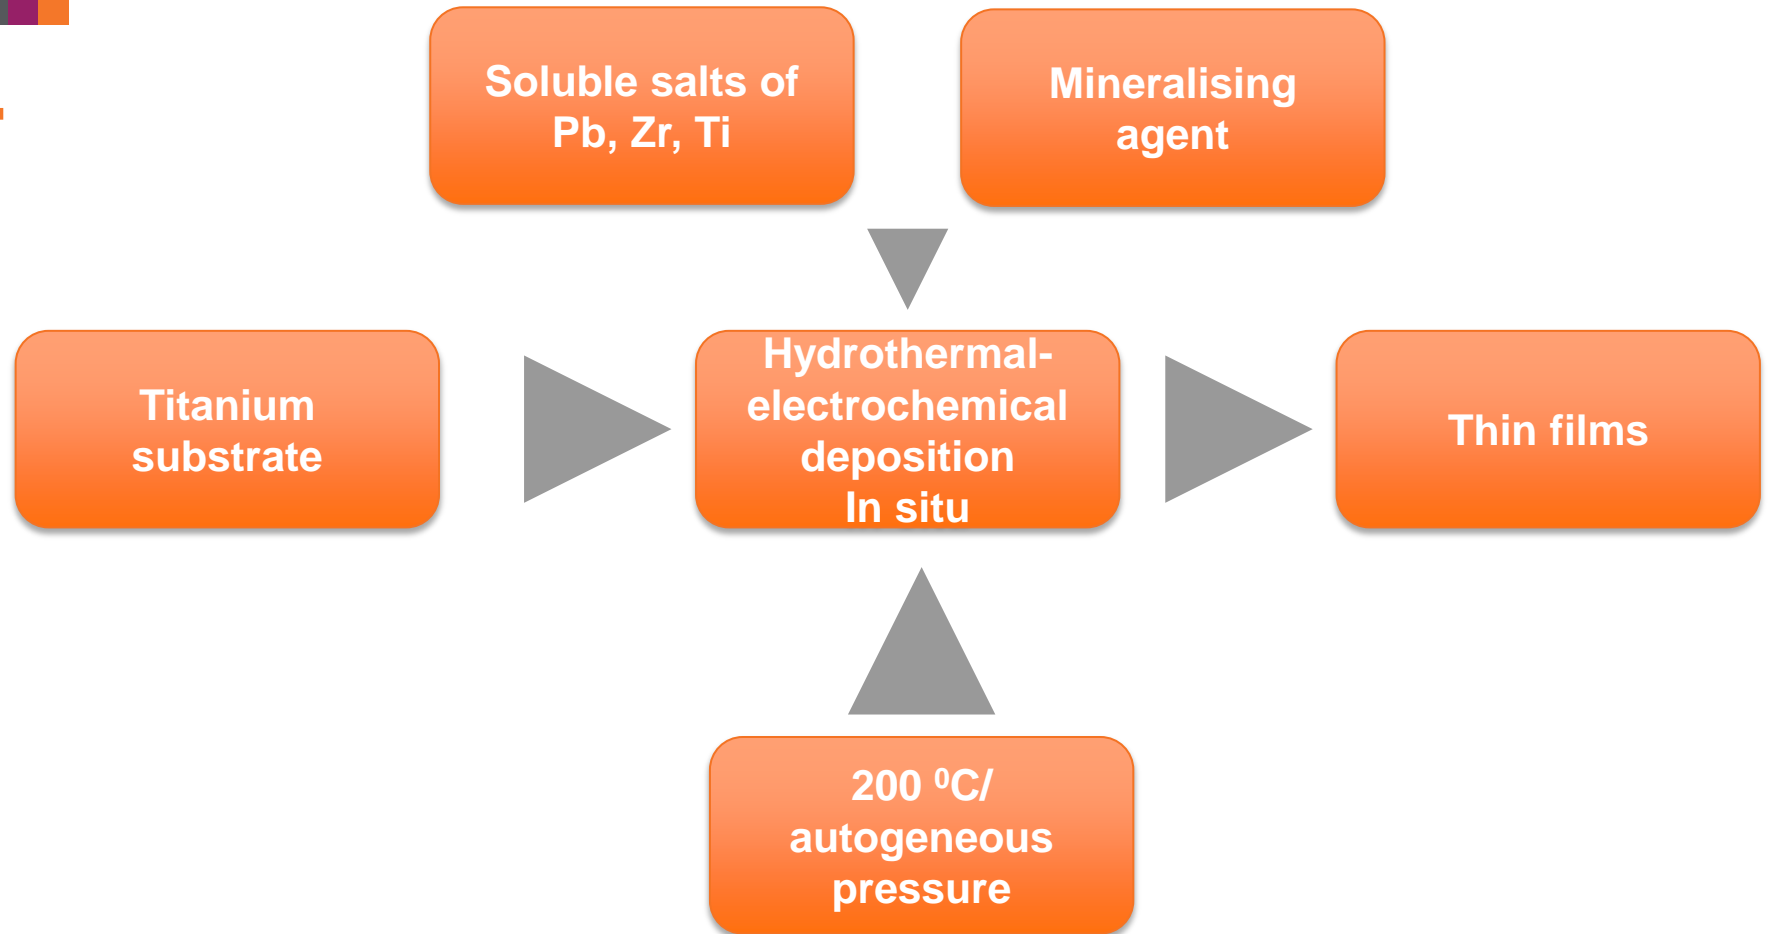 Soluble salts of
Pb, Zr, Ti
Mineralising
agent
Titanium
substrate
Hydrothermal-
electrochemical
deposition
In situ
Thin films
200 ⁰C/
autogeneous
pressure